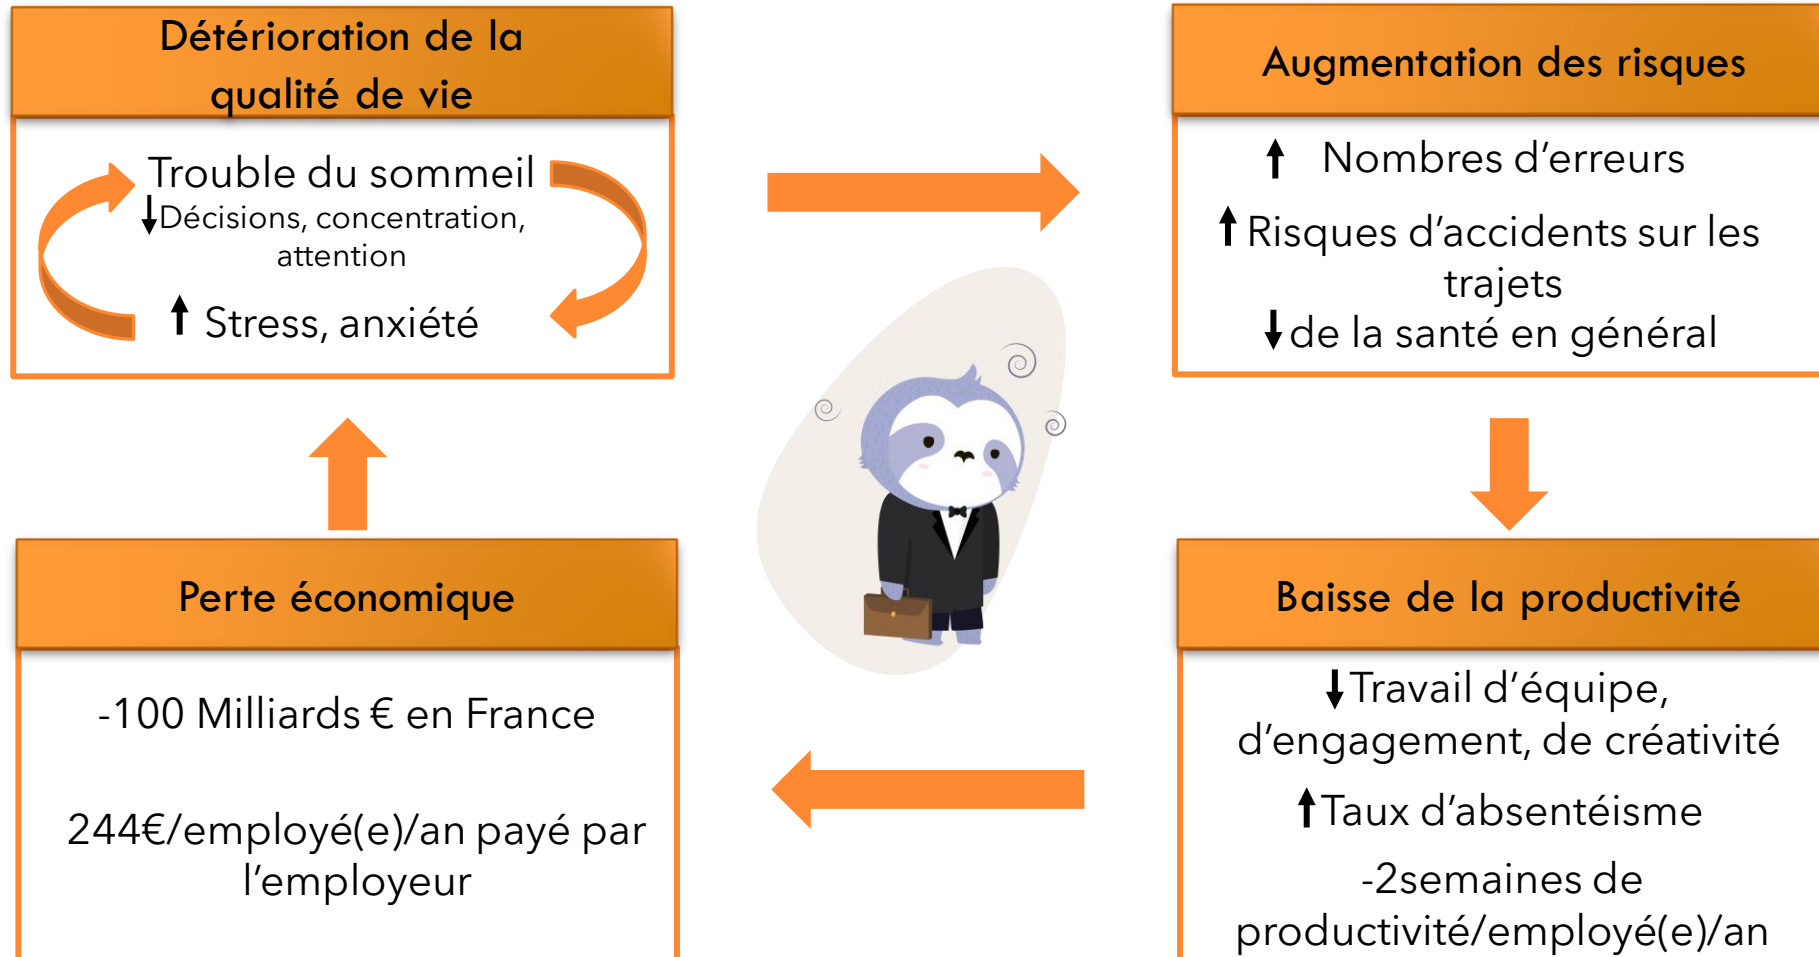 Détérioration de la
qualité de vie
Trouble du sommeil
↓Décisions, concentration,
attention
↑ Stress, anxiété
Augmentation des risques
↑ Nombres d’erreurs
↑ Risques d’accidents sur les
trajets
↓ de la santé en général
Perte économique
-100 Milliards € en France
244€/employé(e)/an payé par
l’employeur
Baisse de la productivité
↓Travail d’équipe,
d’engagement, de créativité
↑Taux d’absentéisme
-2semaines de
productivité/employé(e)/an